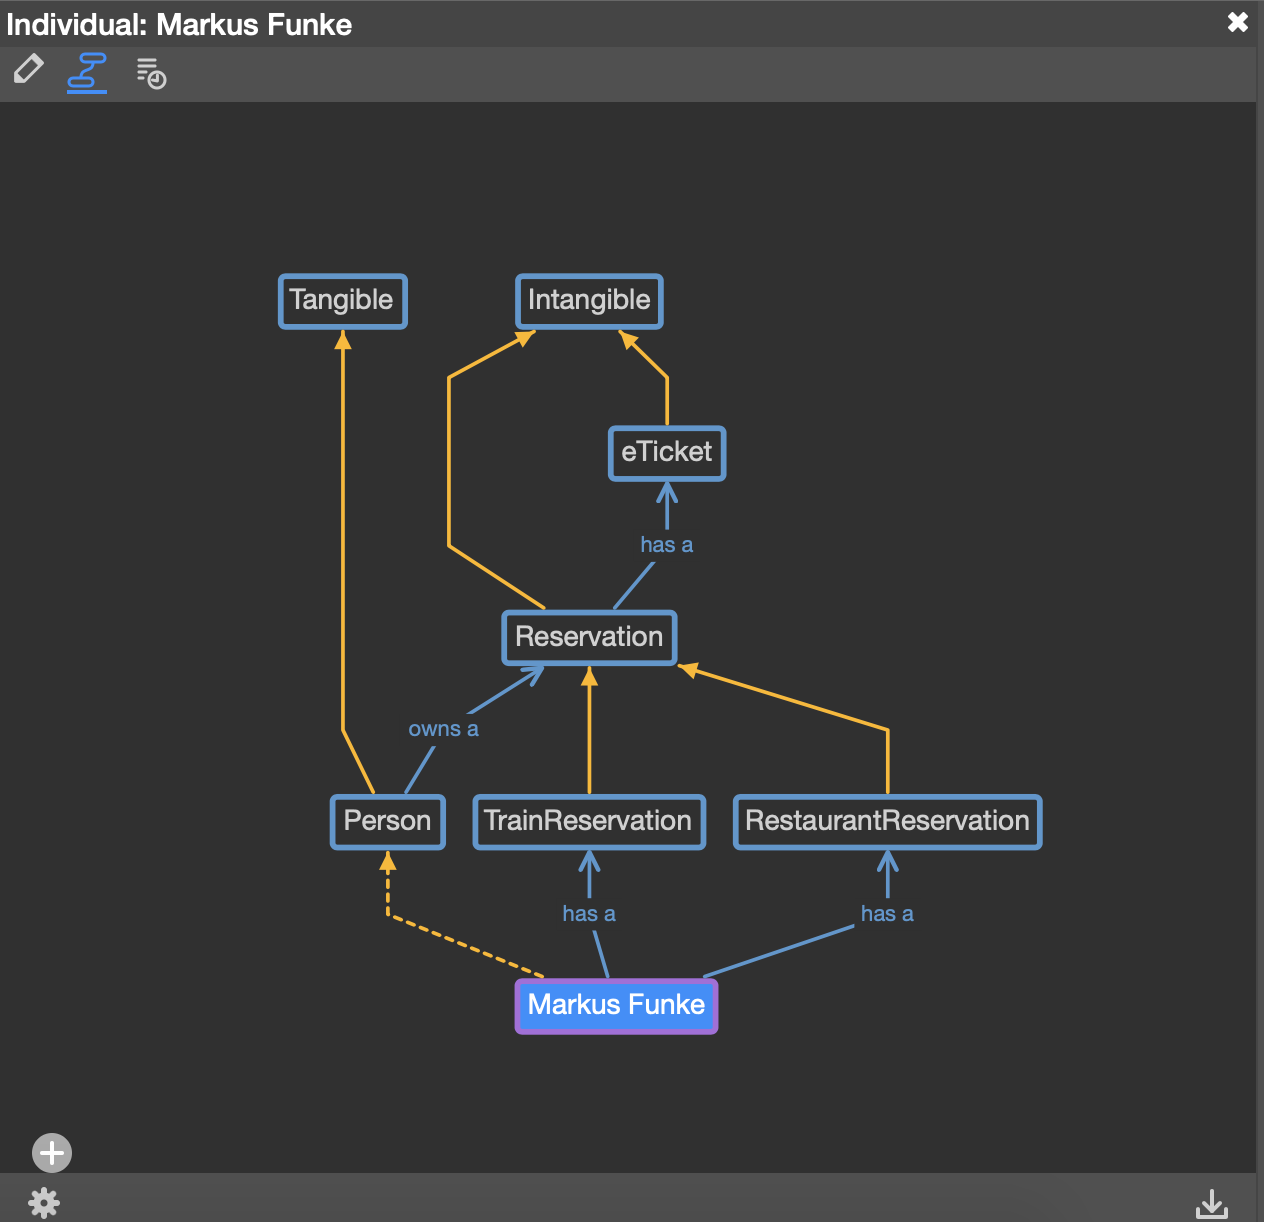 Individual: Markus Funke
Tangible
Intangible
eTicket
has a
Reservation
owns a
Person
TrainReservation
RestaurantReservation
has a
has a
Markus Funke